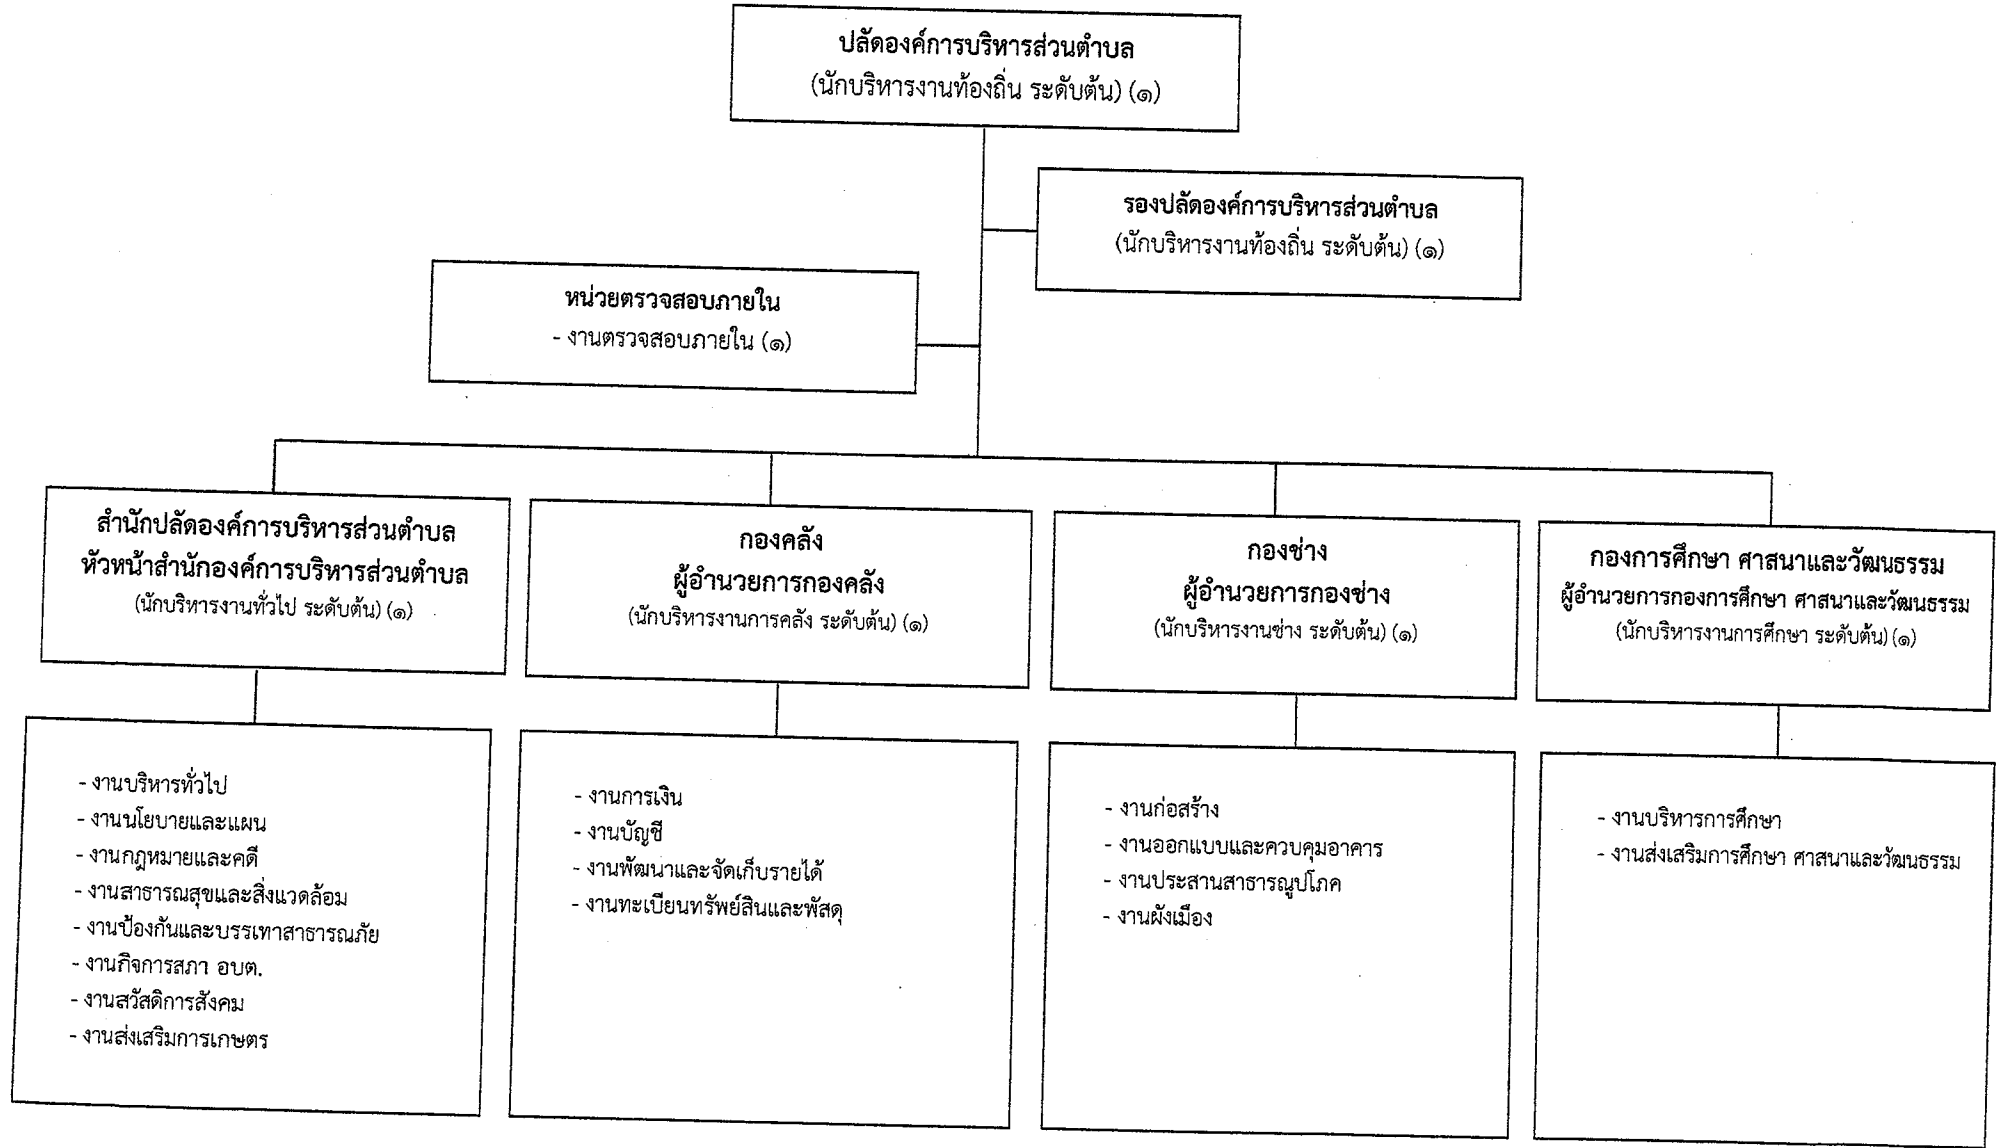 ปลัดองค์การบริหารส่วนตำบล
(นักบริหารงานท้องถิ่น ระดับต้น) (๑)
รองปลัดองค์การบริหารส่วนตำบล
(นักบริหารงานท้องถิ่น ระดับต้น) (๑)
หน่วยตรวจสอบภายใน
- งานตรวจสอบภายใน (๑)
สำนักปลัดองค์การบริหารส่วนตำบล
หัวหน้าสำนักองค์การบริหารส่วนตำบล
(นักบริหารงานทั่วไป ระดับต้น) (๑)
กองคลัง
ผู้อำนวยการกองคลัง
(นักบริหารงานการคลัง ระดับต้น) (๑)
กองช่าง
ผู้อำนวยการกองช่าง
(นักบริหารงานช่าง ระดับต้น) (๑)
กองการศึกษา ศาสนาและวัฒนธรรม
ผู้อำนวยการกองการศึกษา ศาสนาและวัฒนธรรม
(นักบริหารงานการศึกษา ระดับต้น) (๑)
- งานบริหารทั่วไป
- งานนโยบายและแผน
- งานกฎหมายและคดี
- งานสาธารณสุขและสิ่งแวดล้อม
- งานป้องกันและบรรเทาสาธารณภัย
- งานกิจการสภา อบต.
- งานสวัสดิการสังคม
- งานส่งเสริมการเกษตร
- งานการเงิน
- งานบัญชี
- งานพัฒนาและจัดเก็บรายได้
- งานทะเบียนทรัพย์สินและพัสดุ
- งานก่อสร้าง
- งานออกแบบและควบคุมอาคาร
- งานประสานสาธารณูปโภค
- งานผังเมือง
- งานบริหารการศึกษา
- งานส่งเสริมการศึกษา ศาสนาและวัฒนธรรม